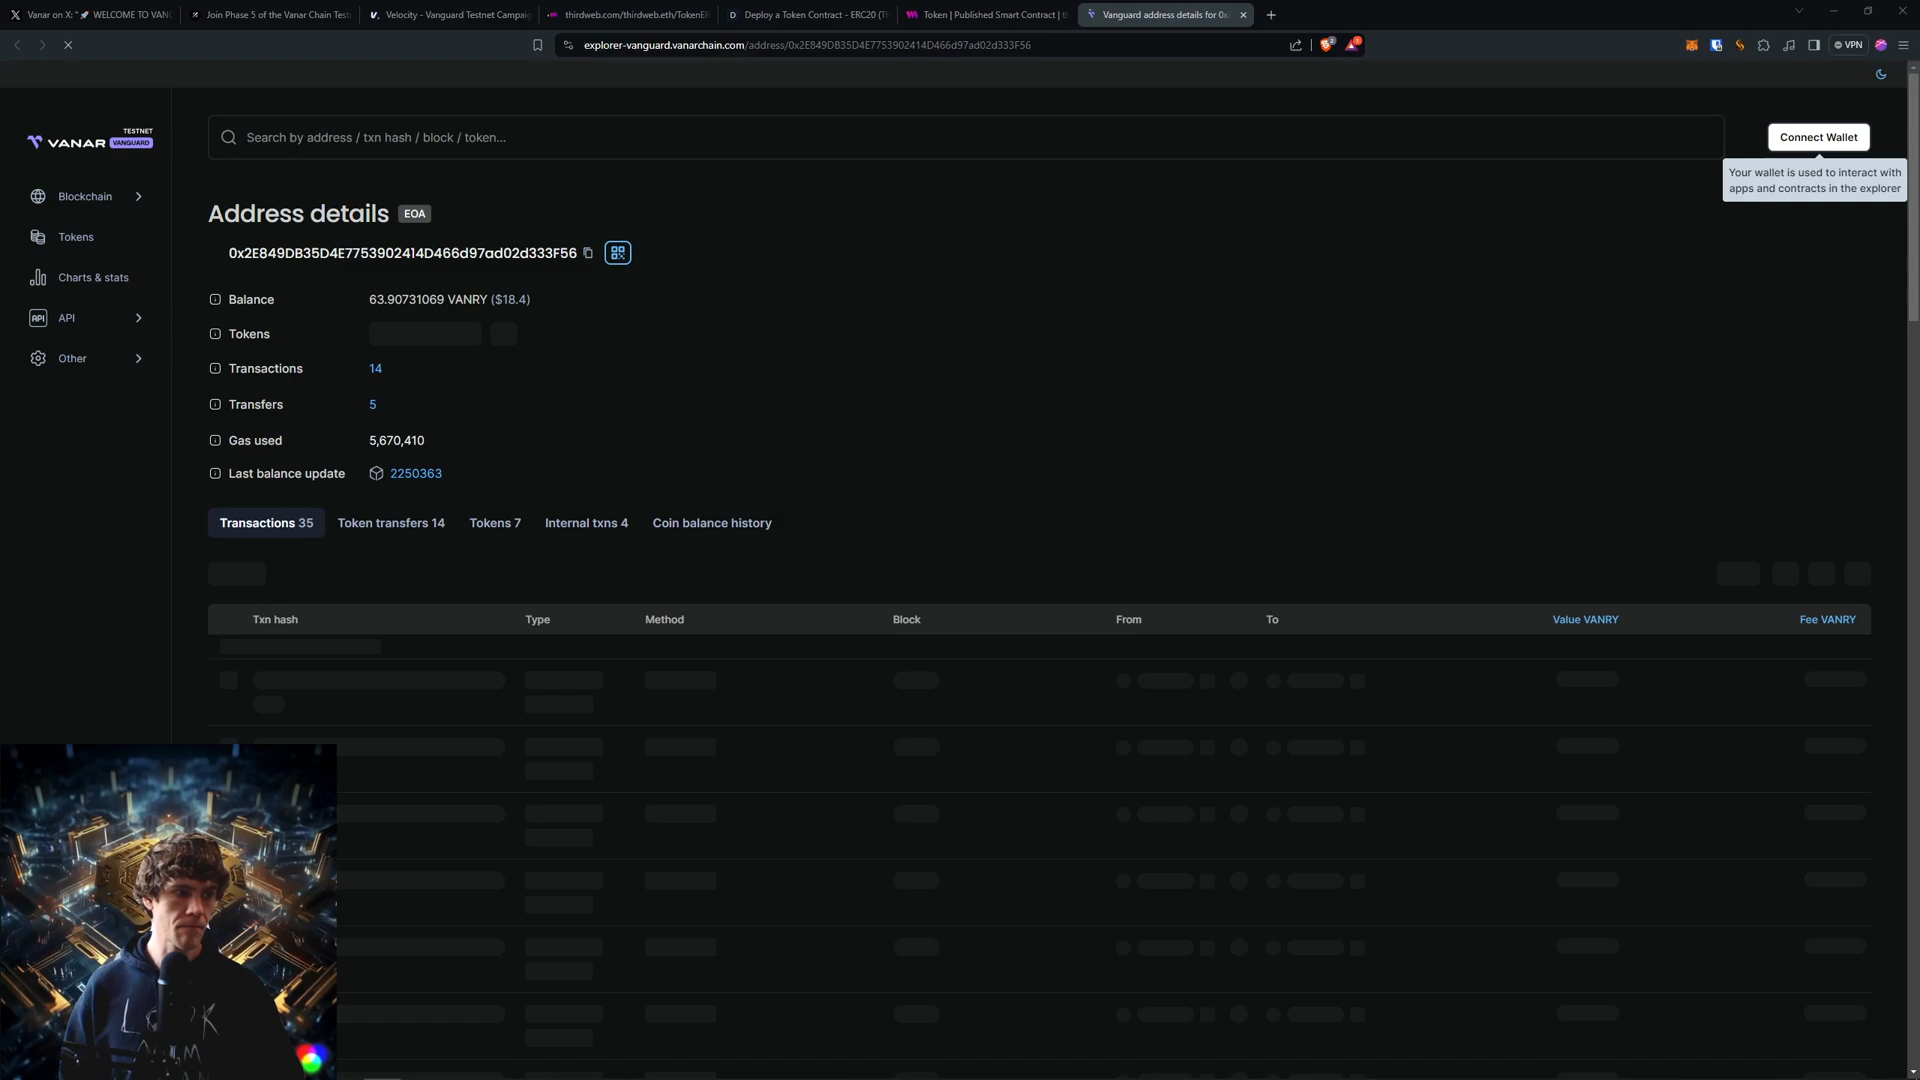 Vanar on X: "🚀 WELCOME TO VAN
Join Phase 5 of the Vanar Chain Test
Velocity - Vanguard Testnet Campaig
thirdweb.com/thirdweb.eth/TokenER
Deploy a Token Contract - ERC20 (Th
Token | Published Smart Contract | th
Vanguard address details for 0x
explorer-vanguard.vanarchain.com/address/0x2E849DB35D4E7753902414D466d97ad02d333F56
2
1
VPN
VANAR
TESTNET
VANGUARD
Search by address / txn hash / block / token...
Connect Wallet
Your wallet is used to interact with
apps and contracts in the explorer
Blockchain
Tokens
Charts & stats
API
API
Other
Address details
EOA
0x2E849DB35D4E7753902414D466d97ad02d333F56
Balance
63.90731069 VANRY ($18.4)
Tokens
Transactions
14
Transfers
5
Gas used
5,670,410
Last balance update
2250363
Transactions 35
Token transfers 14
Tokens 7
Internal txns 4
Coin balance history
Txn hash
Type
Method
Block
From
To
Value VANRY
Fee VANRY